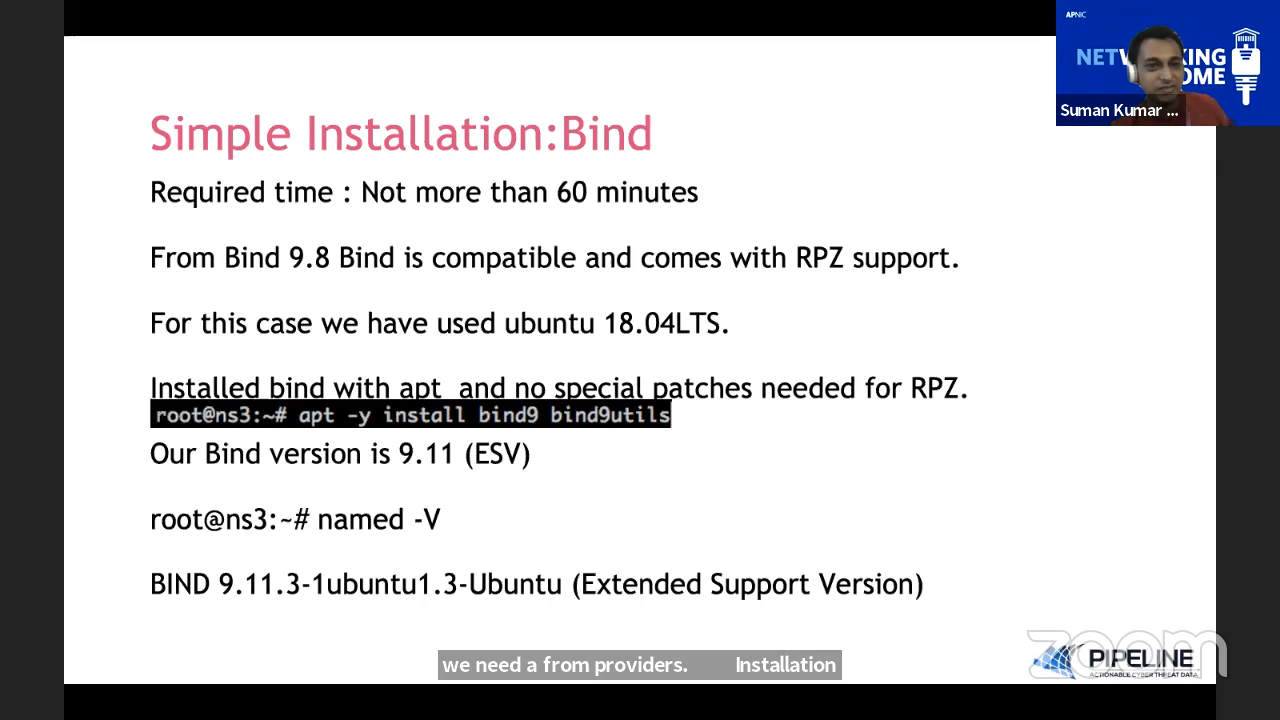 APNIC
NETWORKING
Suman Kumar ...
Simple Installation:Bind
Required time : Not more than 60 minutes
From Bind 9.8 Bind is compatible and comes with RPZ support.
For this case we have used ubuntu 18.04LTS.
Installed bind with apt and no special patches needed for RPZ.
root@ns3:~# apt -y install bind9 bind9utils
Our Bind version is 9.11 (ESV)
root@ns3:~# named -V
BIND 9.11.3-1ubuntu1.3-Ubuntu (Extended Support Version)
we need a from providers. Installation
zoom
PIPELINE
ACTIONABLE CYBER THREAT DATA